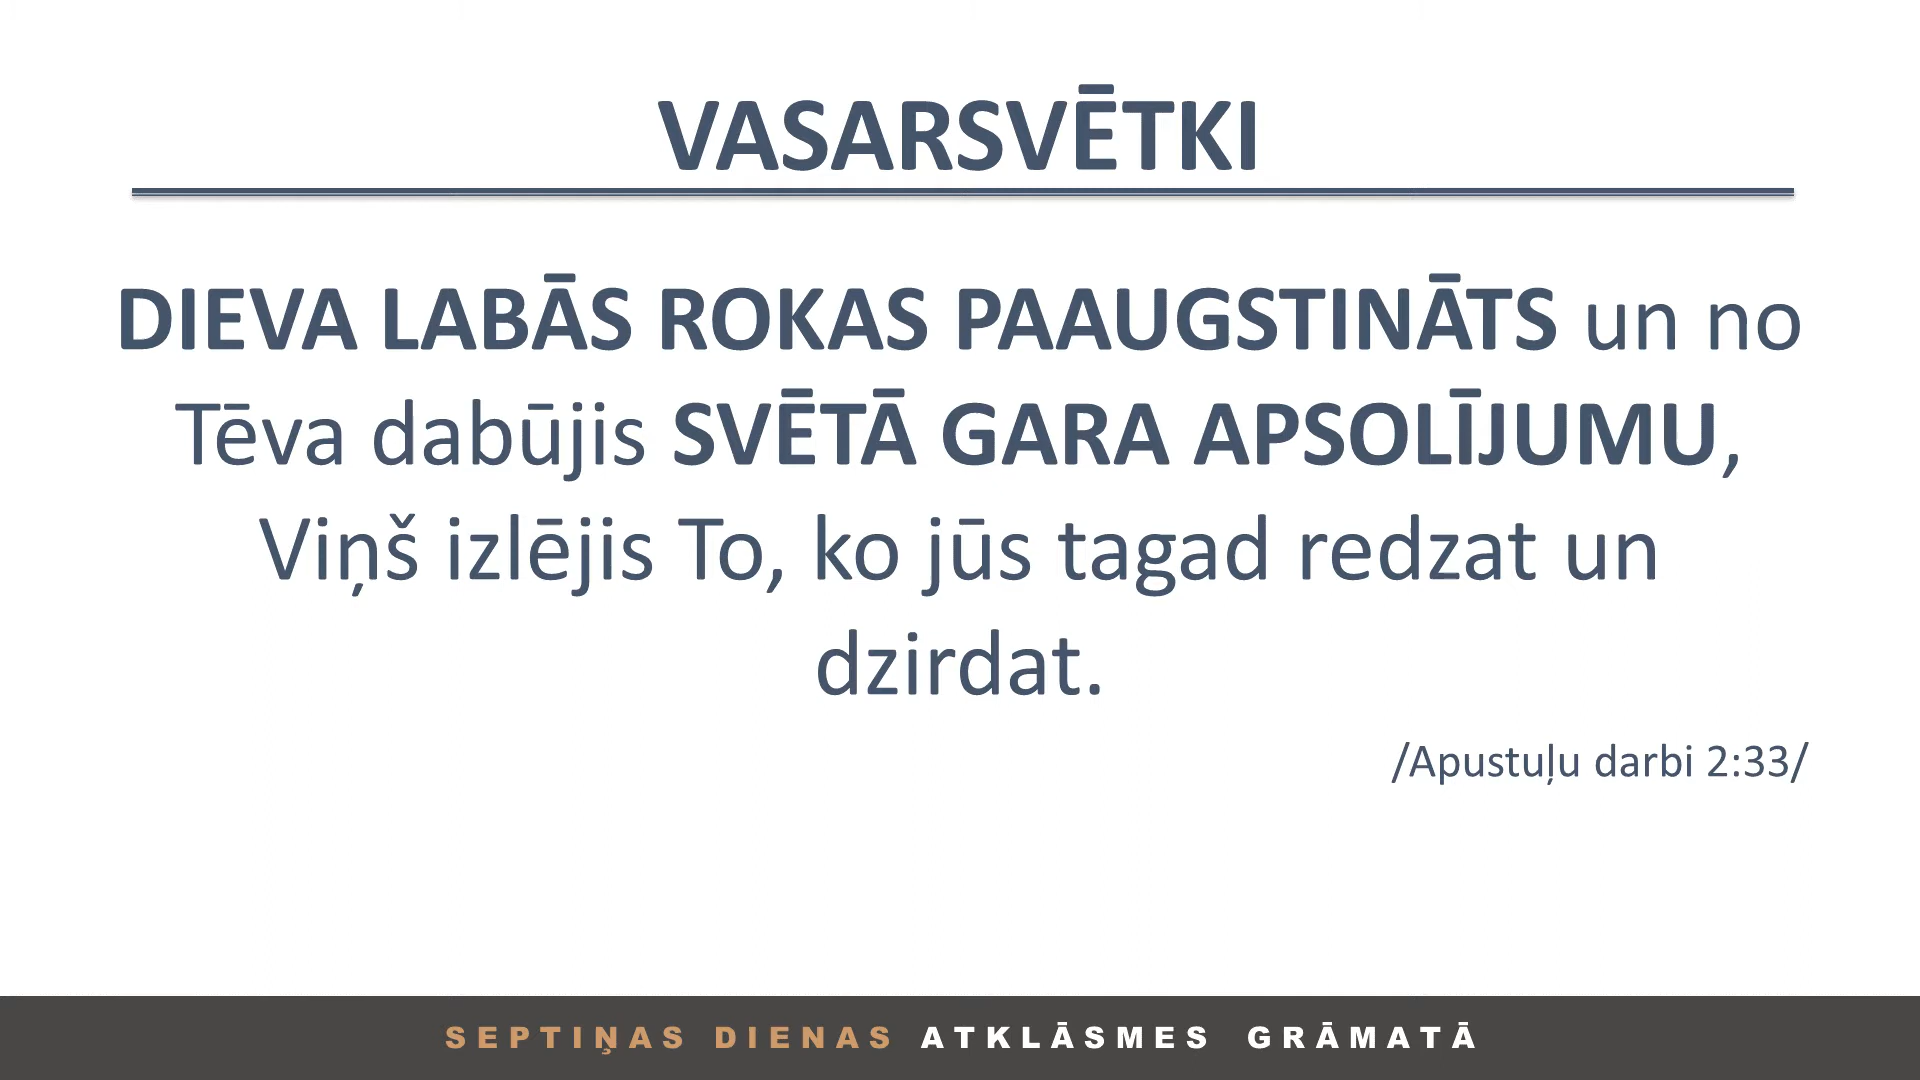 VASARSVĒTKI
DIEVA LABĀS ROKAS PAAUGSTINĀTS un no
Tēva dabūjis SVĒTĀ GARA APSOLĪJUMU,
Viņš izlējis To, ko jūs tagad redzat un
dzirdat.
/Apustuļu darbi 2:33/
SEPTIŅAS DIENAS ATKLĀSMES GRĀMATĀ